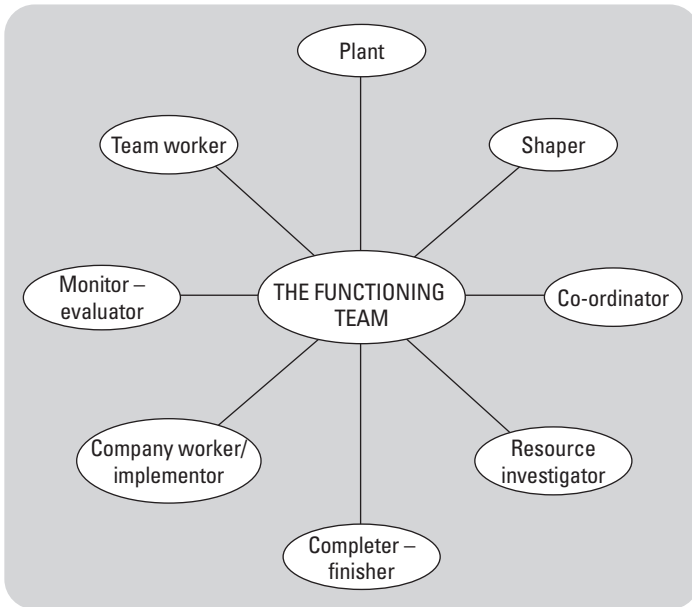 Plant
Team worker
Shaper
Monitor –
evaluator
THE FUNCTIONING
TEAM
Co-ordinator
Company worker/
implementor
Resource
investigator
Completer –
finisher